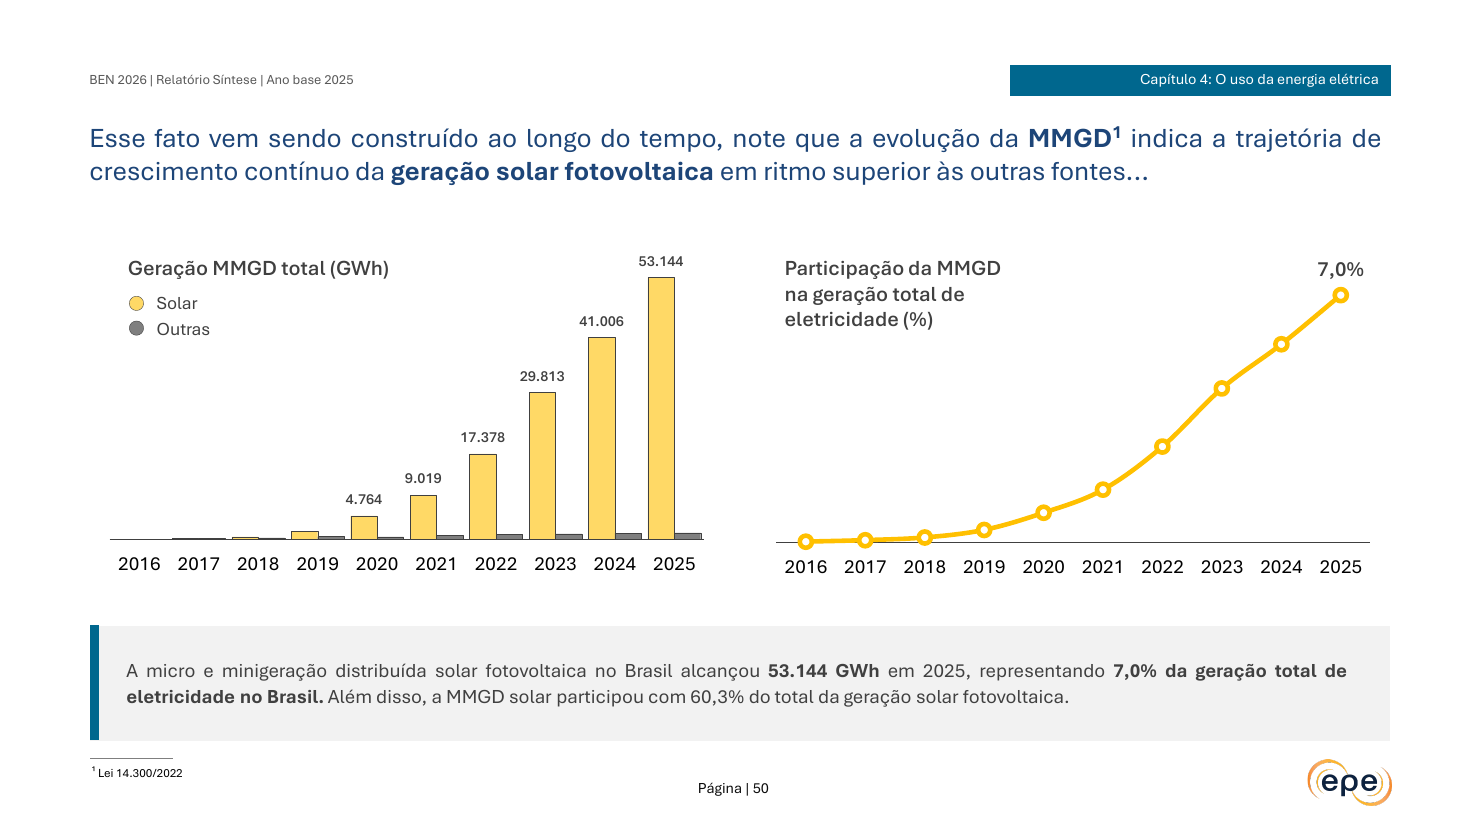 BEN 2026 | Relatório Síntese | Ano base 2025
Capítulo 4: O uso da energia elétrica
Esse fato vem sendo construído ao longo do tempo, note que a evolução da MMGD¹ indica a trajetória de
crescimento contínuo da geração solar fotovoltaica em ritmo superior às outras fontes...
Geração MMGD total (GWh)
Solar
Outras
4.764
9.019
17.378
29.813
41.006
53.144
2016 2017 2018 2019 2020 2021 2022 2023 2024 2025
Participação da MMGD
na geração total de
eletricidade (%)
7,0%
2016 2017 2018 2019 2020 2021 2022 2023 2024 2025
A micro e minigeração distribuída solar fotovoltaica no Brasil alcançou 53.144 GWh em 2025, representando 7,0% da geração total de
eletricidade no Brasil. Além disso, a MMGD solar participou com 60,3% do total da geração solar fotovoltaica.
¹ Lei 14.300/2022
Página | 50
epe